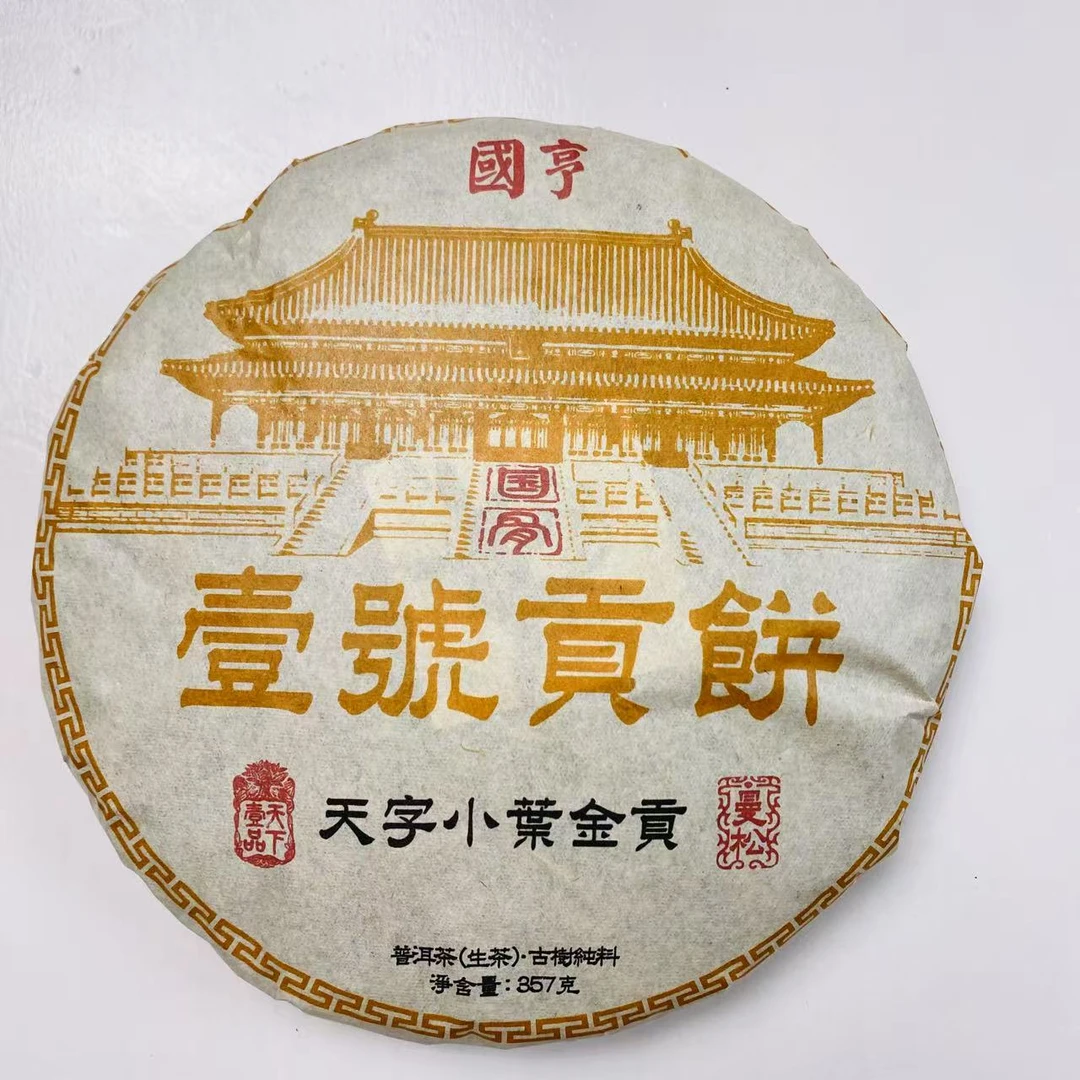 國亨
国亨
壹號貢餅
天下壹品
天字小葉金貢
曼松
普洱茶(生茶)·古樹純料
淨含量:357克